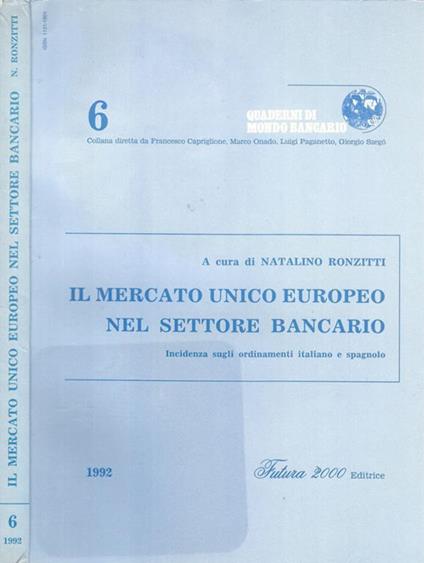 N. RONZITTI
IL MERCATO UNICO EUROPEO NEL SETTORE BANCARIO
6
1992
6
QUADERNI DI
MONDO BANCARIO
Collana diretta da Francesco Capriglione, Marco Onado, Luigi Paganetto, Giorgio Szegö
A cura di NATALINO RONZITTI
IL MERCATO UNICO EUROPEO
NEL SETTORE BANCARIO
Incidenza sugli ordinamenti italiano e spagnolo
1992
Futura 2000 Editrice